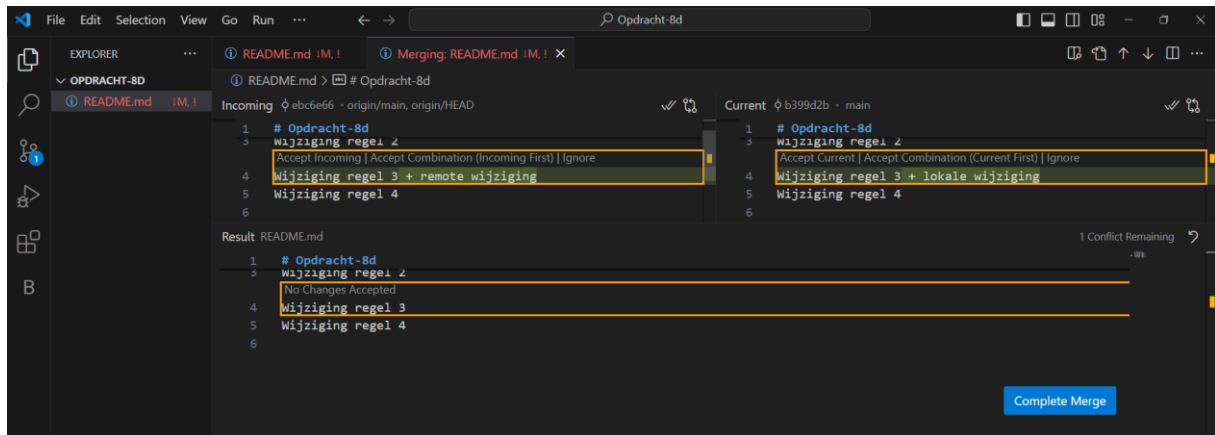 File Edit Selection View Go Run ··· ← → Opdracht-8d
EXPLORER ···
OPDRACHT-8D
README.md ↓M, !
README.md ↓M, !
Merging: README.md ↓M, ! ×
README.md > # Opdracht-8d
Incoming ebc6e66 · origin/main, origin/HEAD
1 # Opdracht-8d
3 Wijziging regel 2
Accept Incoming | Accept Combination (Incoming First) | Ignore
4 Wijziging regel 3 + remote wijziging
5 Wijziging regel 4
6
Current b399d2b · main
1 # Opdracht-8d
3 Wijziging regel 2
Accept Current | Accept Combination (Current First) | Ignore
4 Wijziging regel 3 + lokale wijziging
5 Wijziging regel 4
6
Result README.md
1 Conflict Remaining
1 # Opdracht-8d
3 Wijziging regel 2
No Changes Accepted
4 Wijziging regel 3
5 Wijziging regel 4
6
Complete Merge
1
B